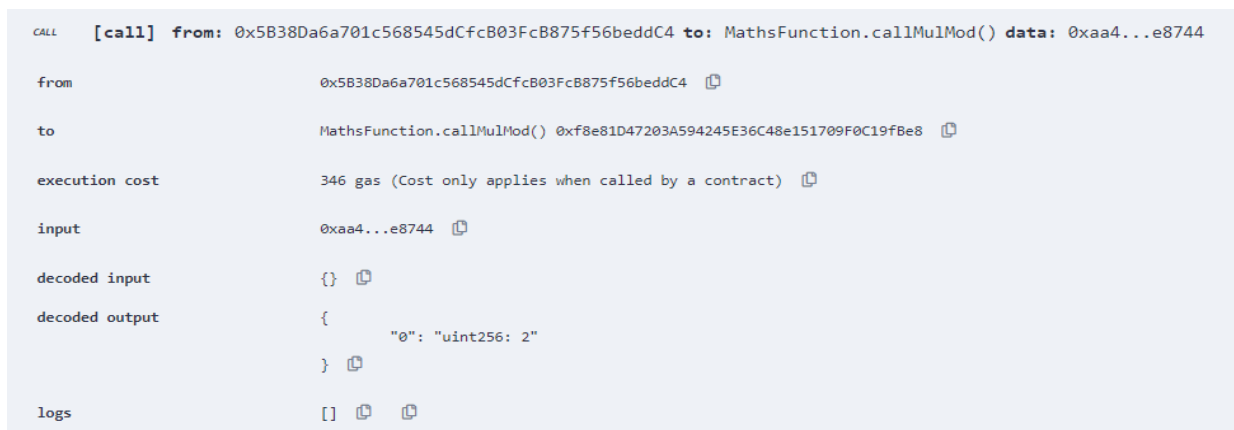 CALL [call] from: 0x5B38Da6a701c568545dCfcB03FcB875f56beddC4 to: MathsFunction.callMulMod() data: 0xaa4...e8744
from 0x5B38Da6a701c568545dCfcB03FcB875f56beddC4
to MathsFunction.callMulMod() 0xf8e81D47203A594245E36C48e151709F0C19fBe8
execution cost 346 gas (Cost only applies when called by a contract)
input 0xaa4...e8744
decoded input {}
decoded output {
"0": "uint256: 2"
}
logs []